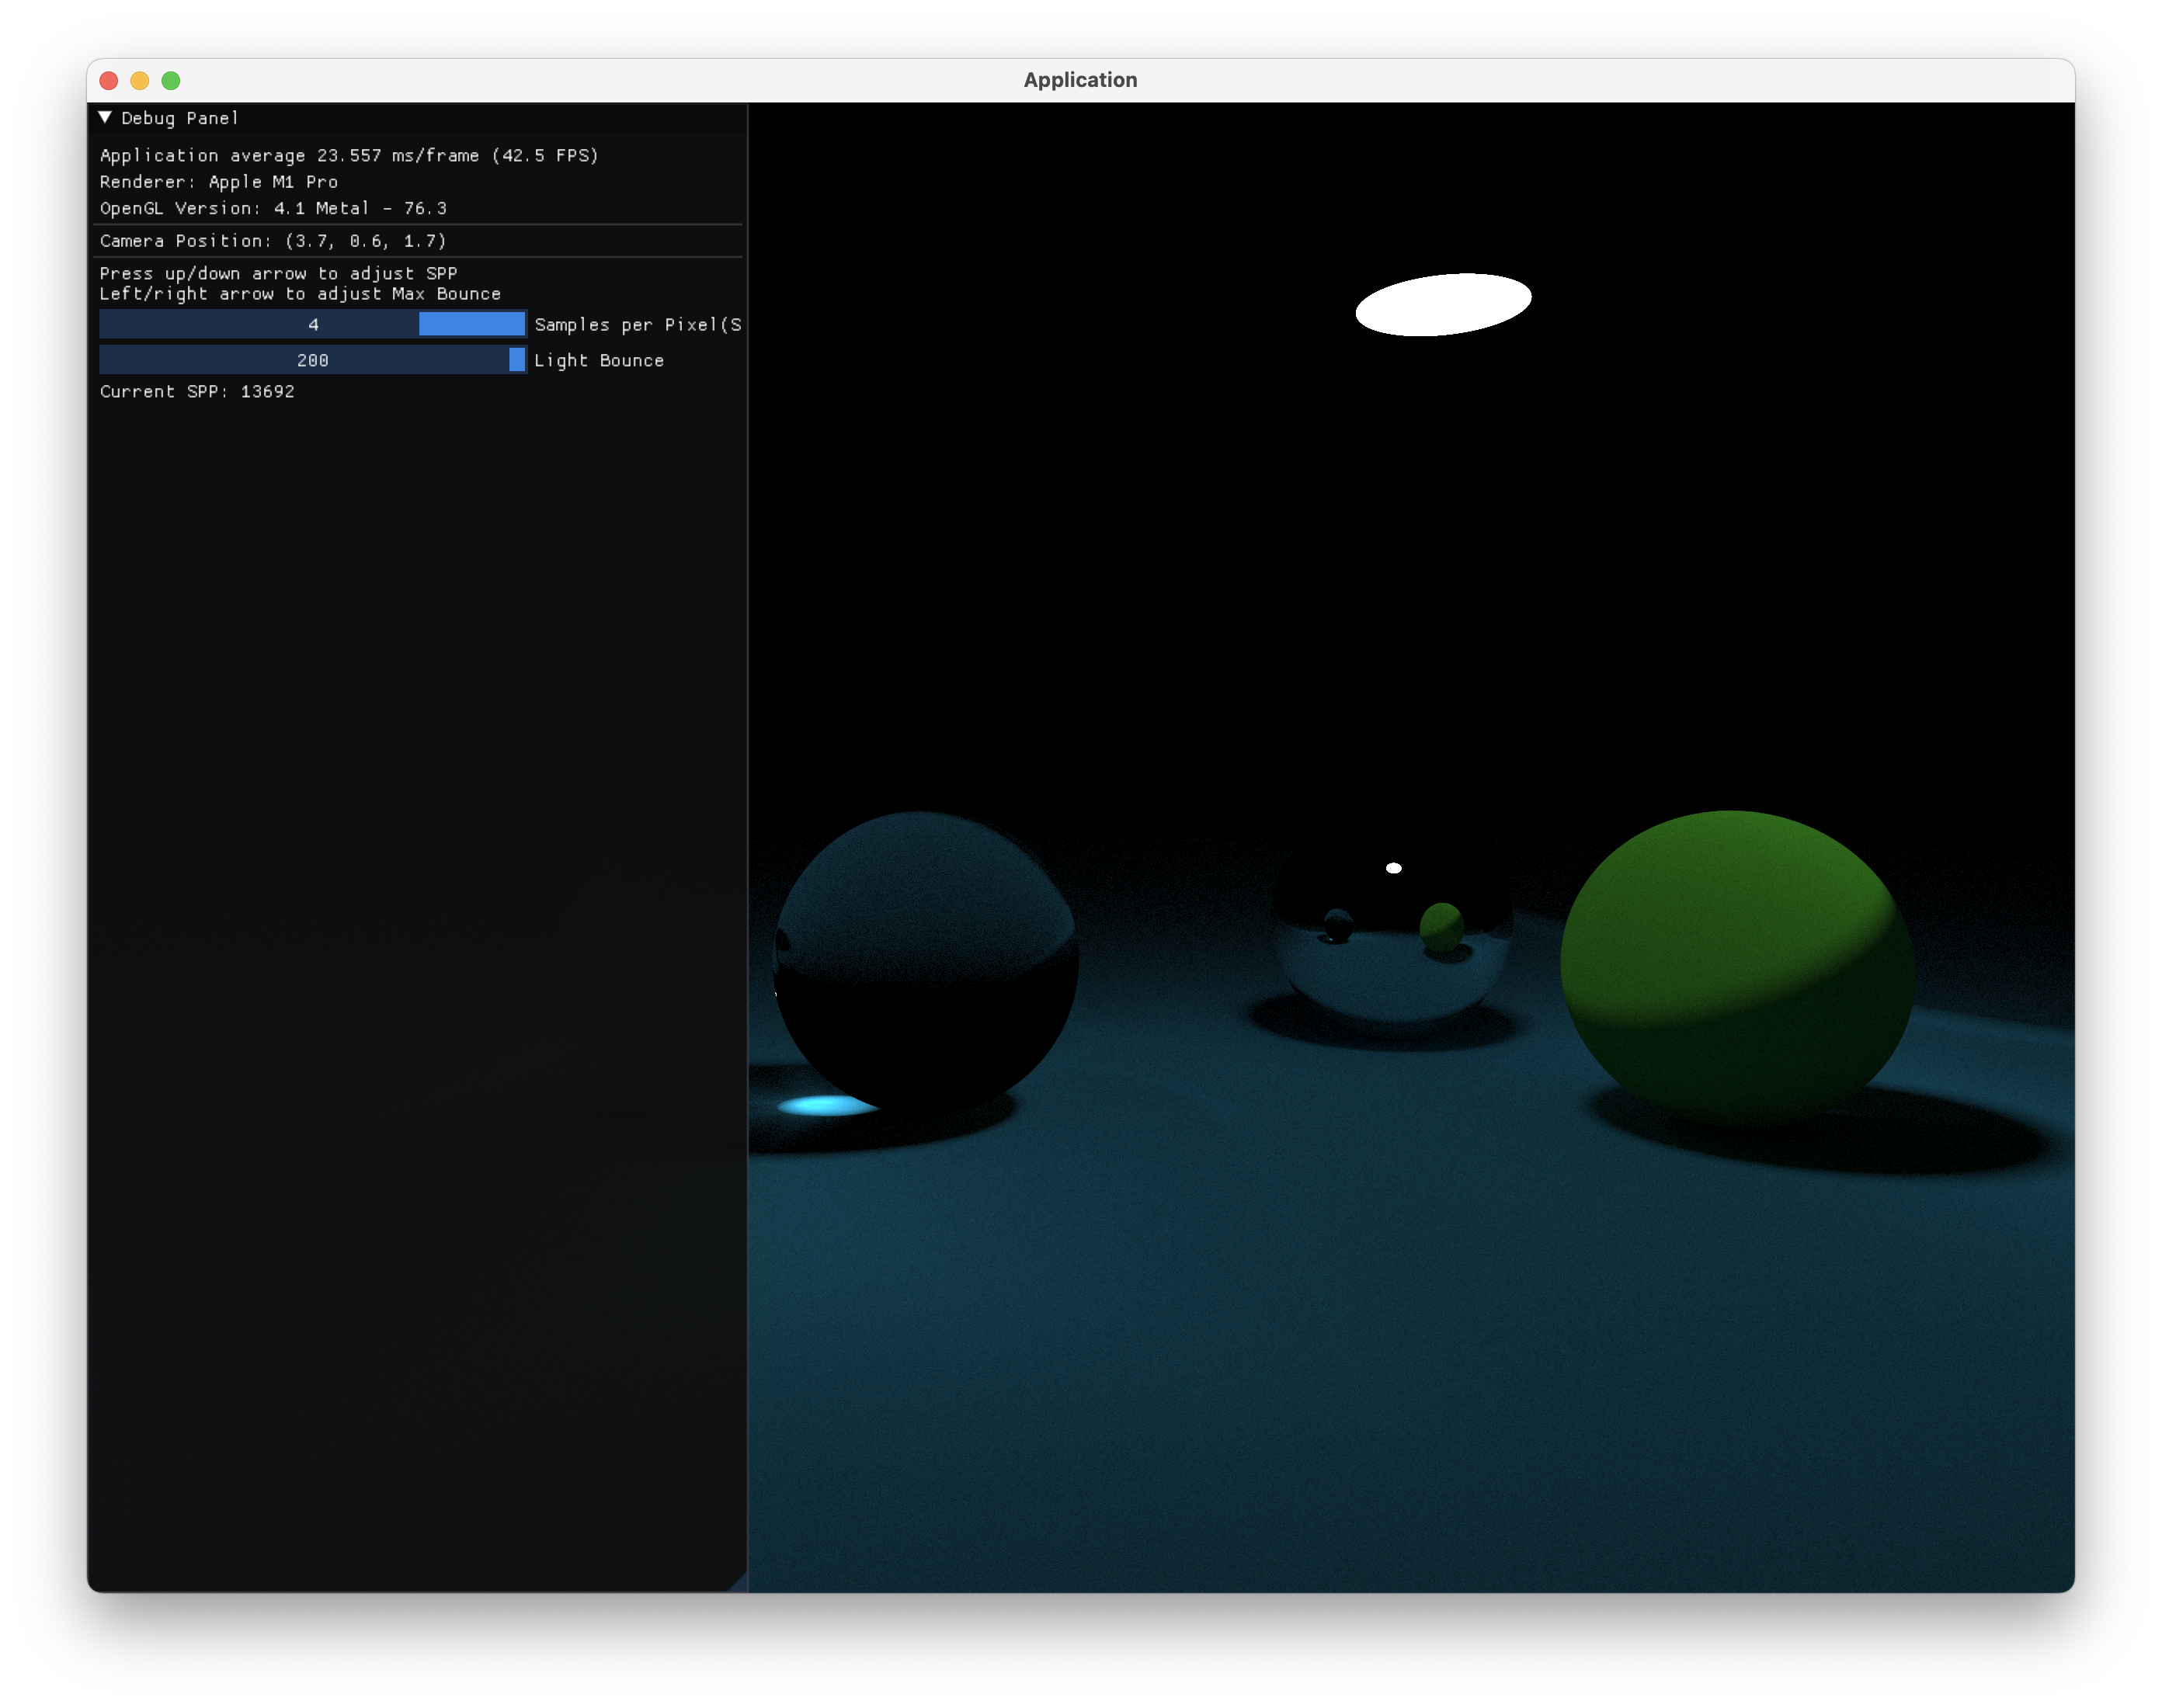 Application
Debug Panel
Application average 23.557 ms/frame (42.5 FPS)
Renderer: Apple M1 Pro
OpenGL Version: 4.1 Metal - 76.3
Camera Position: (3.7, 0.6, 1.7)
Press up/down arrow to adjust SPP
Left/right arrow to adjust Max Bounce
4 Samples per Pixel(S
200 Light Bounce
Current SPP: 13692